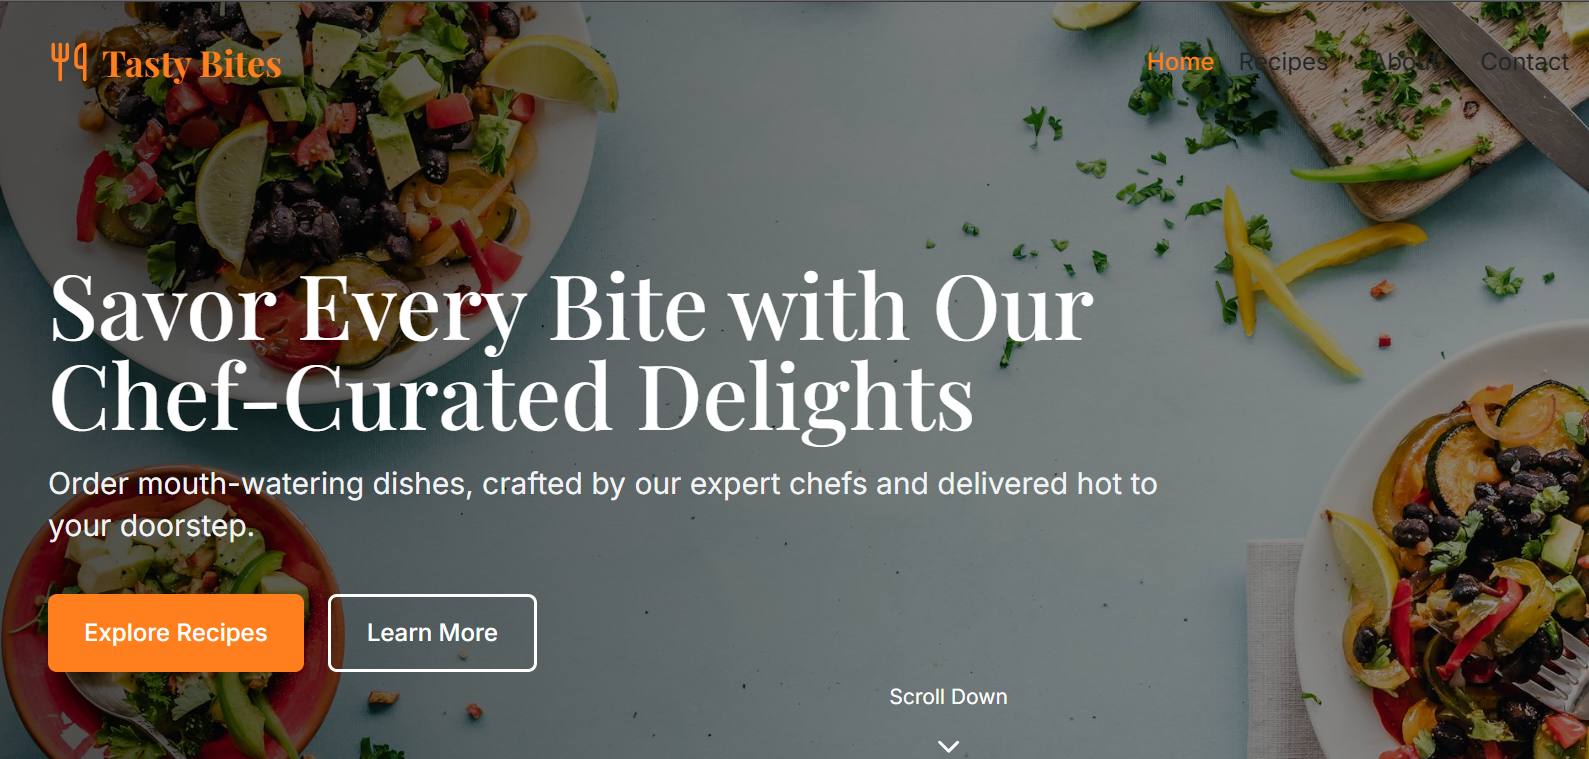 Tasty Bites
Home Recipes About Contact
Savor Every Bite with Our
Chef-Curated Delights
Order mouth-watering dishes, crafted by our expert chefs and delivered hot to
your doorstep.
Explore Recipes
Learn More
Scroll Down